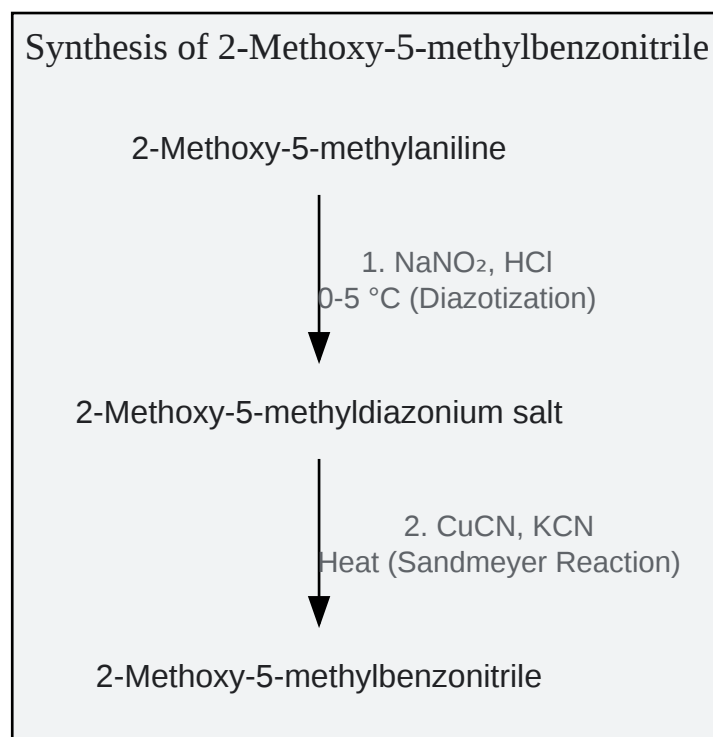 Synthesis of 2-Methoxy-5-methylbenzonitrile
2-Methoxy-5-methylaniline
1. NaNO₂, HCl
0-5 °C (Diazotization)
2-Methoxy-5-methyldiazonium salt
2. CuCN, KCN
Heat (Sandmeyer Reaction)
2-Methoxy-5-methylbenzonitrile